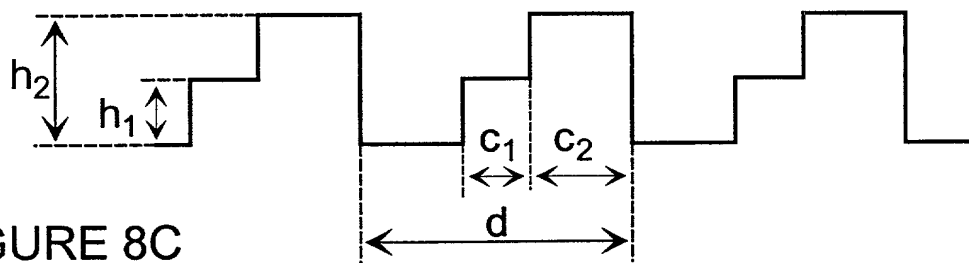 h₂
h₁
c₁ c₂
d
GURE 8C